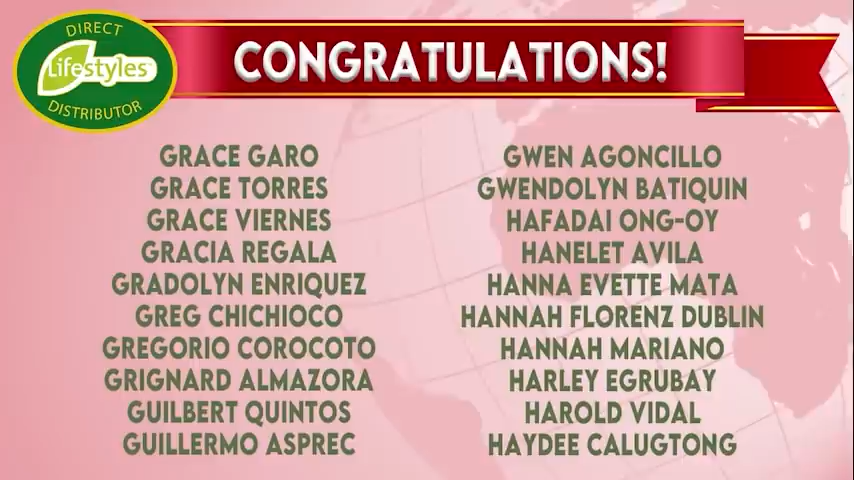 DIRECT
Lifestyles
DISTRIBUTOR
CONGRATULATIONS!
GRACE GARO
GRACE TORRES
GRACE VIERNES
GRACIA REGALA
GRADOLYN ENRIQUEZ
GREG CHICHIOCO
GREGORIO COROCOTO
GRIGNARD ALMAZORA
GUILBERT QUINTOS
GUILLERMO ASPREC
GWEN AGONCILLO
GWENDOLYN BATIQUIN
HAFADAI ONG-OY
HANELET AVILA
HANNA EVETTE MATA
HANNAH FLORENZ DUBLIN
HANNAH MARIANO
HARLEY EGRUBAY
HAROLD VIDAL
HAYDEE CALUGTONG